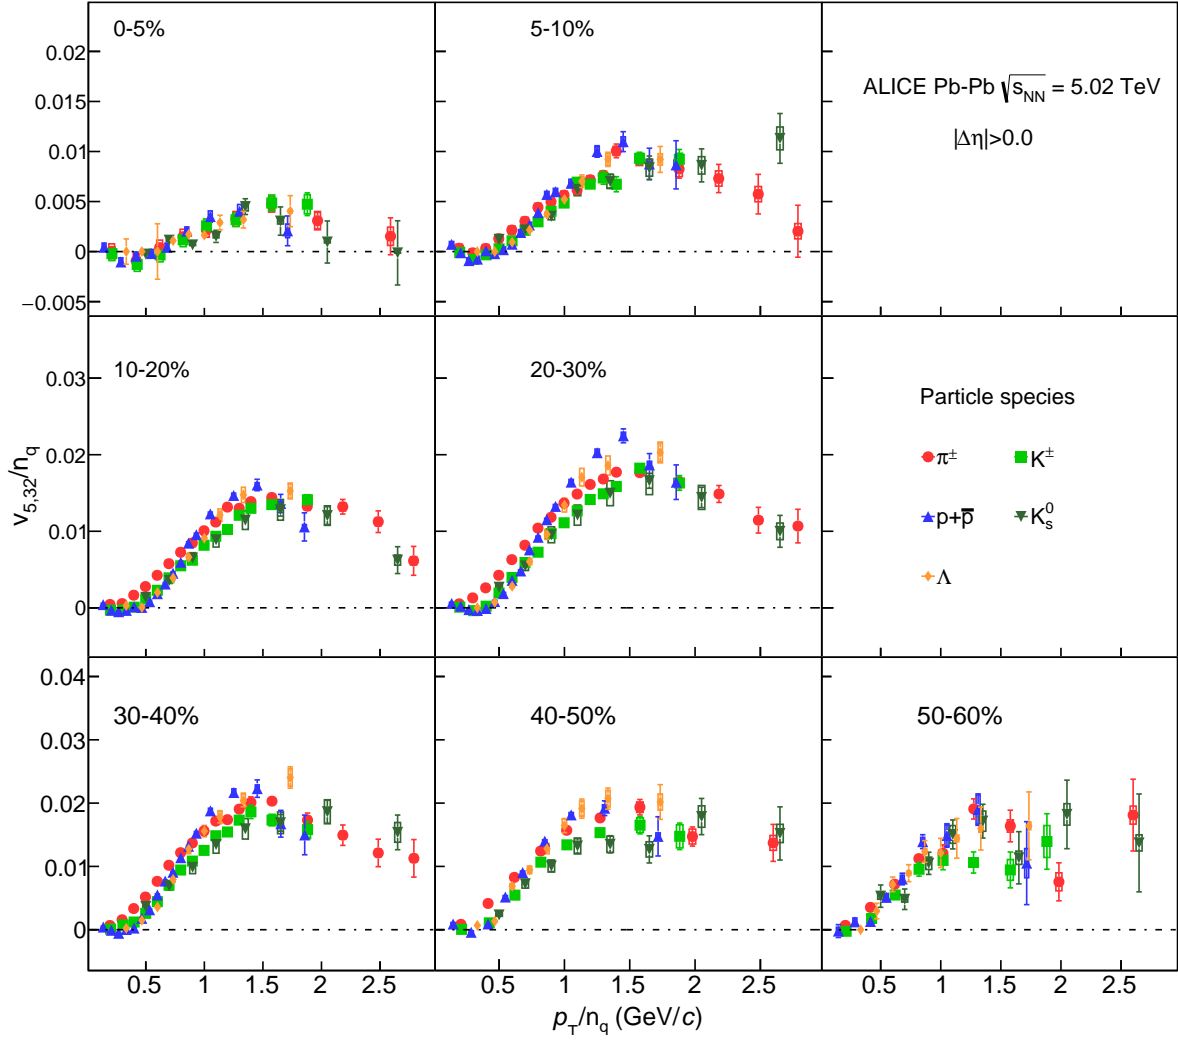 0-5%
5-10%
0.02
0.015
0.01
0.005
0
−0.005
ALICE Pb-Pb √sNN = 5.02 TeV
|Δη|>0.0
10-20%
20-30%
0.03
0.02
0.01
0
Particle species
π±
K±
p+p̅
K0s
Λ
v5,32/nq
30-40%
40-50%
50-60%
0.04
0.03
0.02
0.01
0
0.5 1 1.5 2 2.5
0.5 1 1.5 2 2.5
0.5 1 1.5 2 2.5
pT/nq (GeV/c)